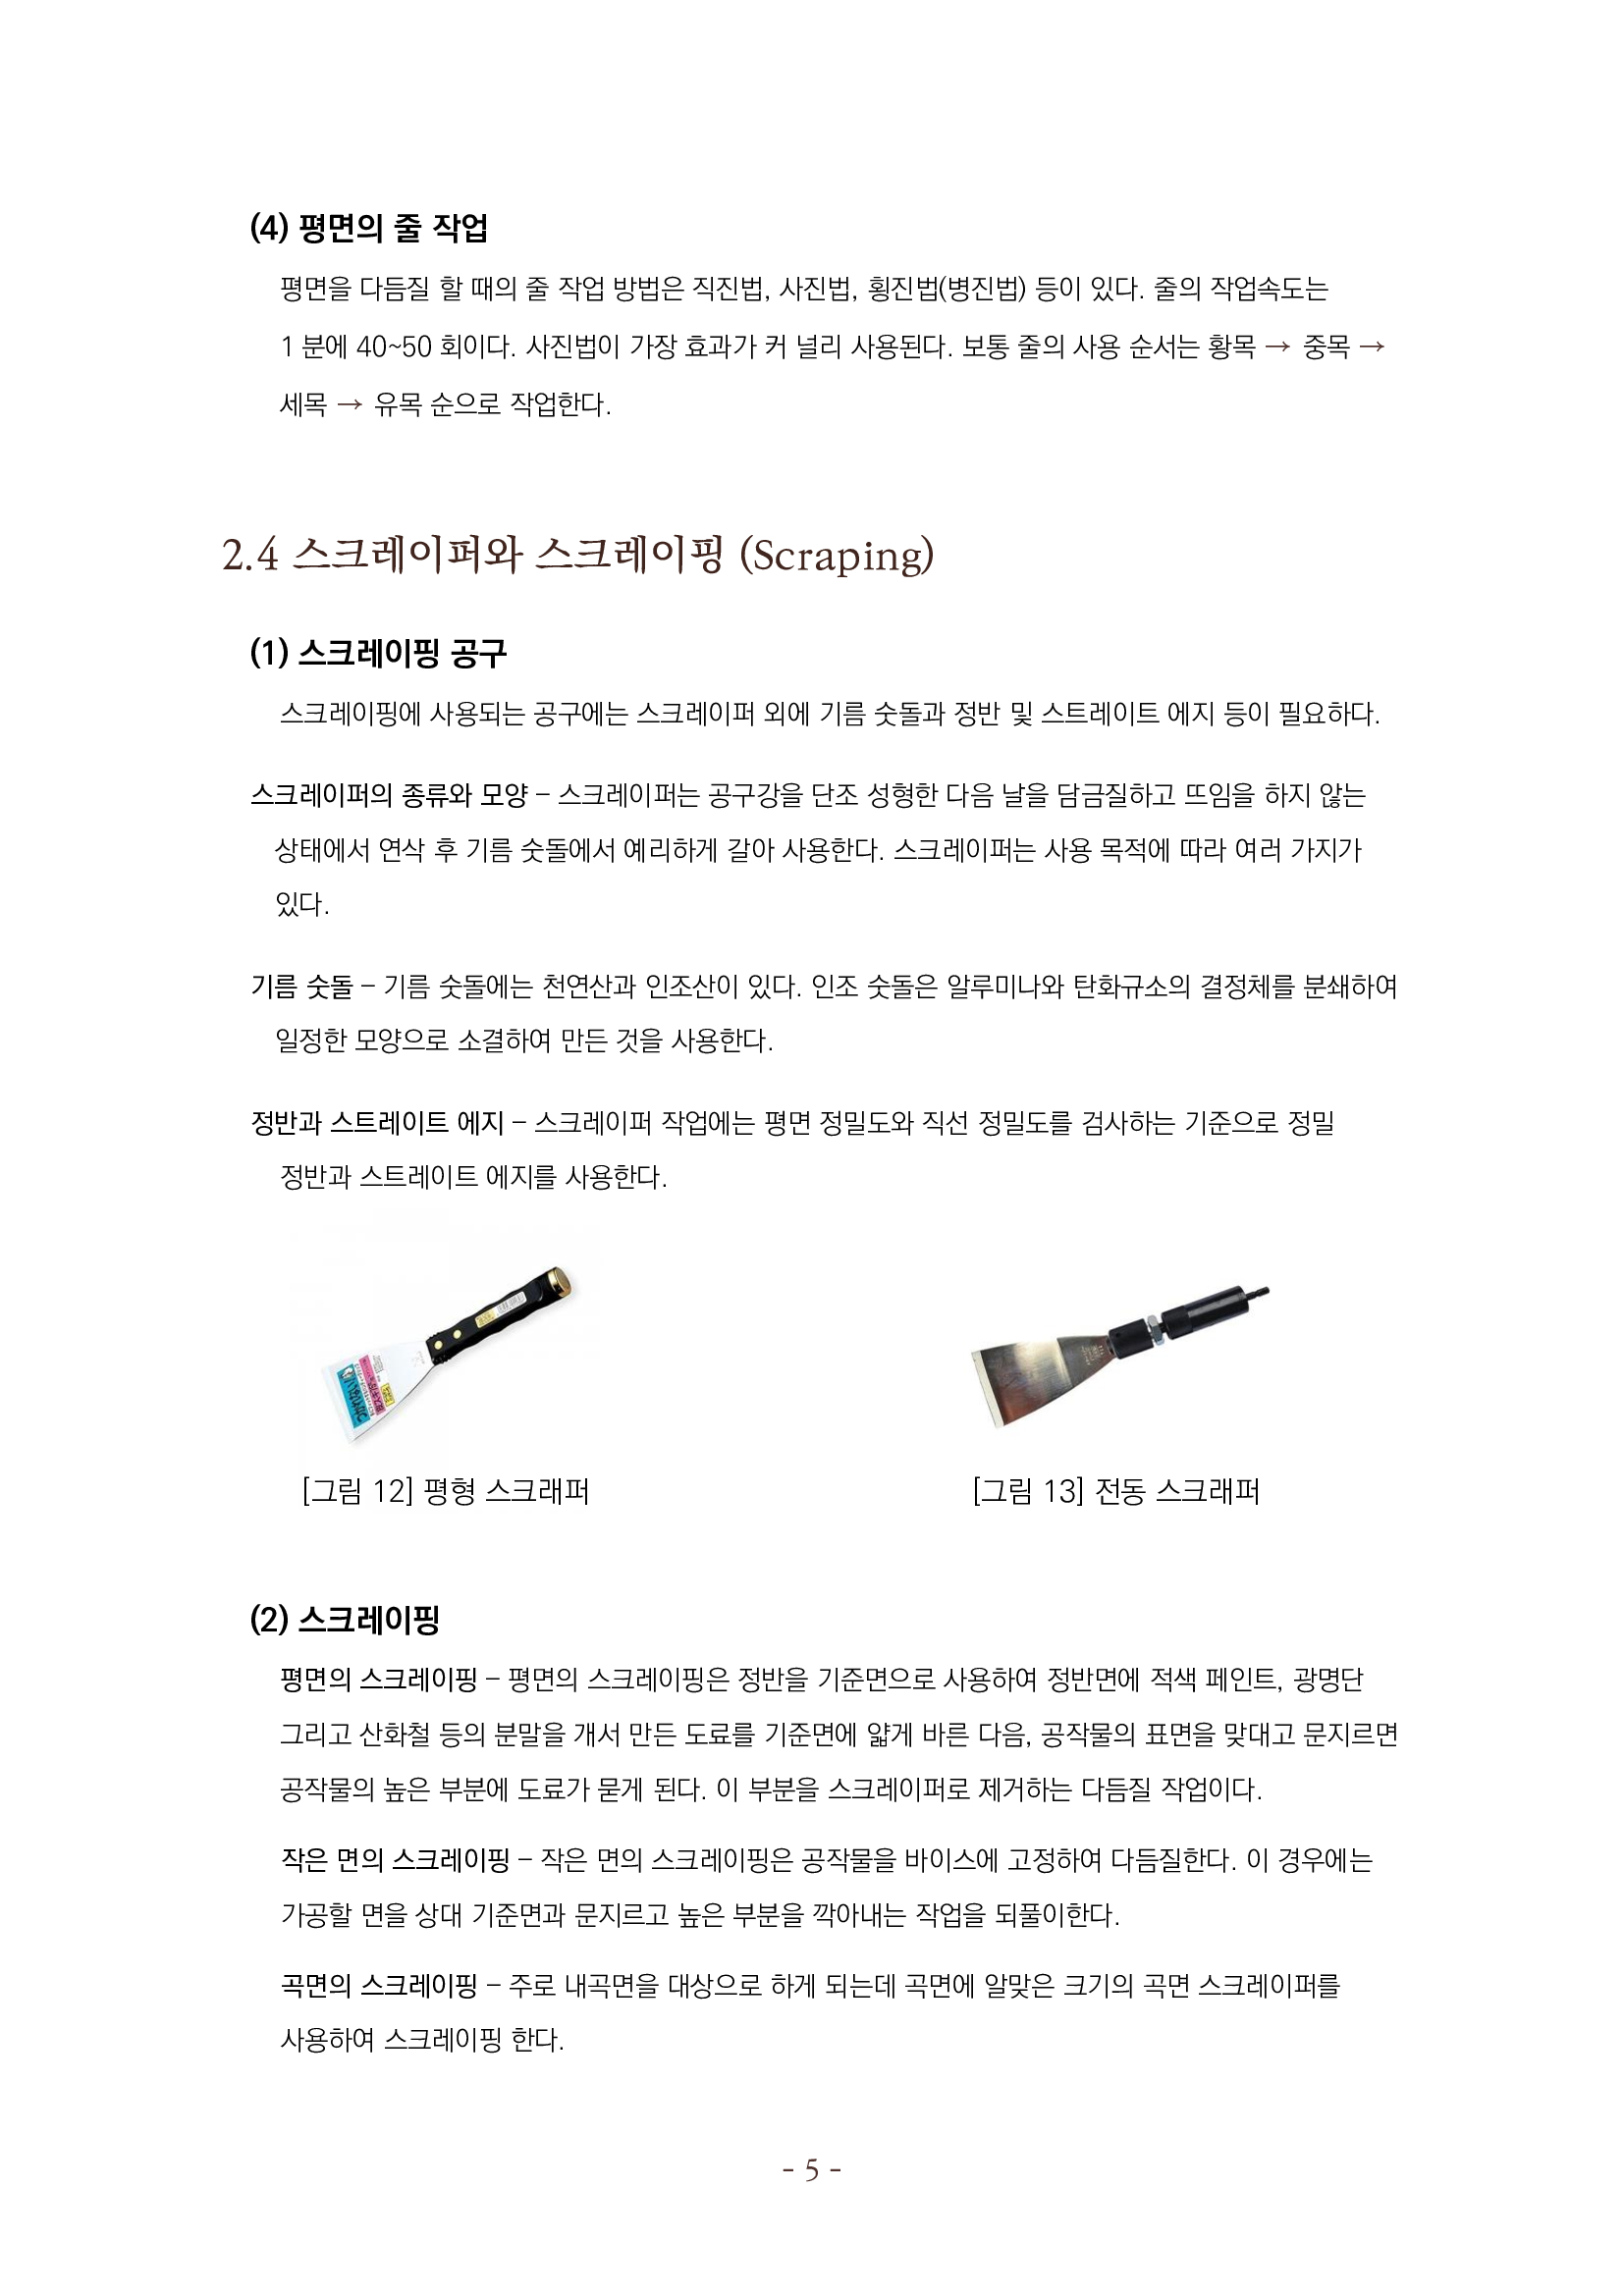 (4) 평면의 줄 작업
평면을 다듬질 할 때의 줄 작업 방법은 직진법, 사진법, 횡진법(병진법) 등이 있다. 줄의 작업속도는
1 분에 40~50 회이다. 사진법이 가장 효과가 커 널리 사용된다. 보통 줄의 사용 순서는 황목 → 중목 →
세목 → 유목 순으로 작업한다.
2.4 스크레이퍼와 스크레이핑 (Scraping)
(1) 스크레이핑 공구
스크레이핑에 사용되는 공구에는 스크레이퍼 외에 기름 숫돌과 정반 및 스트레이트 에지 등이 필요하다.
스크레이퍼의 종류와 모양 – 스크레이퍼는 공구강을 단조 성형한 다음 날을 담금질하고 뜨임을 하지 않는
상태에서 연삭 후 기름 숫돌에서 예리하게 갈아 사용한다. 스크레이퍼는 사용 목적에 따라 여러 가지가
있다.
기름 숫돌 – 기름 숫돌에는 천연산과 인조산이 있다. 인조 숫돌은 알루미나와 탄화규소의 결정체를 분쇄하여
일정한 모양으로 소결하여 만든 것을 사용한다.
정반과 스트레이트 에지 – 스크레이퍼 작업에는 평면 정밀도와 직선 정밀도를 검사하는 기준으로 정밀
정반과 스트레이트 에지를 사용한다.
[그림 12] 평형 스크래퍼
[그림 13] 전동 스크래퍼
(2) 스크레이핑
평면의 스크레이핑 – 평면의 스크레이핑은 정반을 기준면으로 사용하여 정반면에 적색 페인트, 광명단
그리고 산화철 등의 분말을 개서 만든 도료를 기준면에 얇게 바른 다음, 공작물의 표면을 맞대고 문지르면
공작물의 높은 부분에 도료가 묻게 된다. 이 부분을 스크레이퍼로 제거하는 다듬질 작업이다.
작은 면의 스크레이핑 – 작은 면의 스크레이핑은 공작물을 바이스에 고정하여 다듬질한다. 이 경우에는
가공할 면을 상대 기준면과 문지르고 높은 부분을 깍아내는 작업을 되풀이한다.
곡면의 스크레이핑 – 주로 내곡면을 대상으로 하게 되는데 곡면에 알맞은 크기의 곡면 스크레이퍼를
사용하여 스크레이핑 한다.
- 5 -